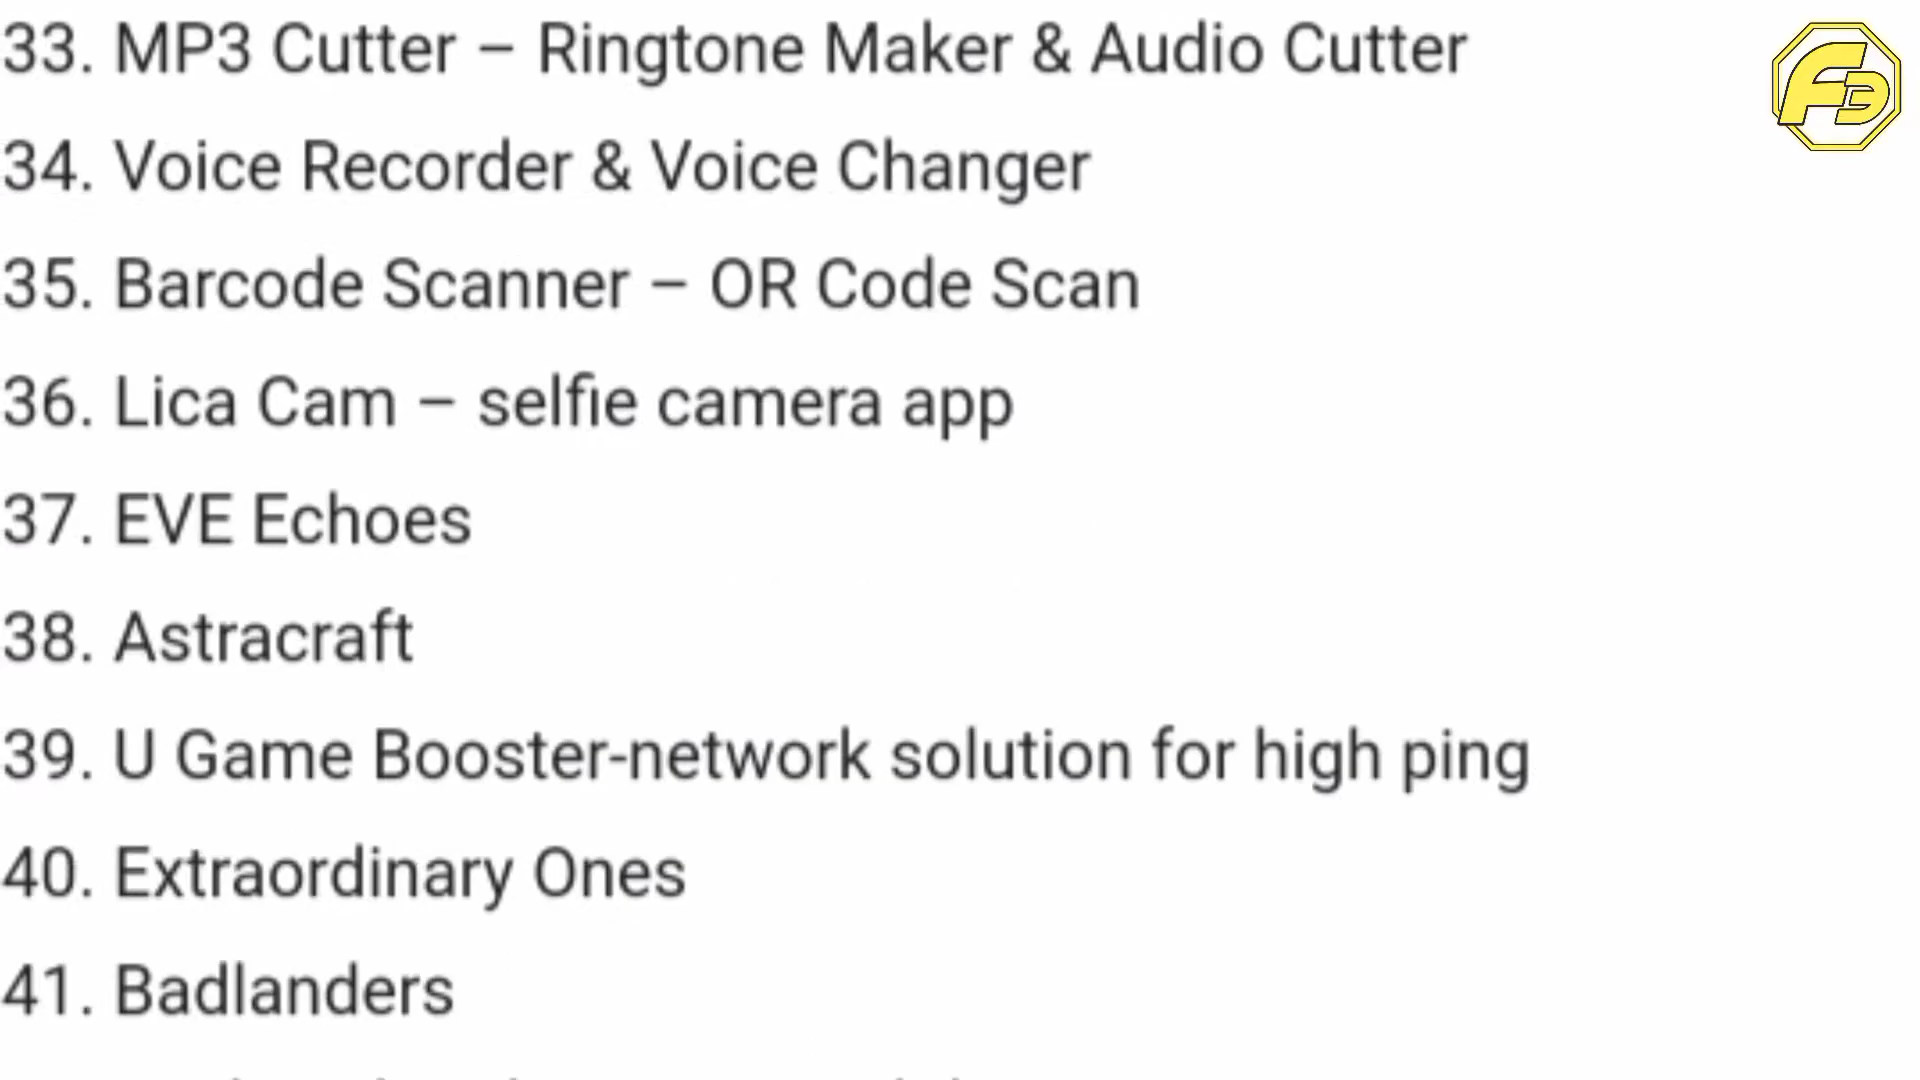 33. MP3 Cutter – Ringtone Maker & Audio Cutter
F3
34. Voice Recorder & Voice Changer
35. Barcode Scanner – OR Code Scan
36. Lica Cam – selfie camera app
37. EVE Echoes
38. Astracraft
39. U Game Booster-network solution for high ping
40. Extraordinary Ones
41. Badlanders